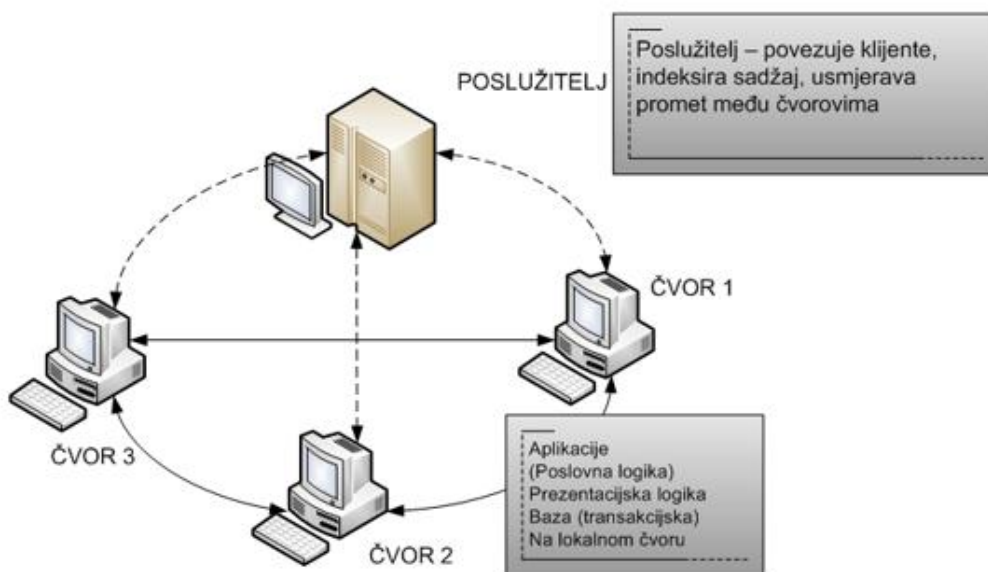 POSLUŽITELJ
Poslužitelj – povezuje klijente,
indeksira sadžaj, usmjerava
promet među čvorovima
ČVOR 1
ČVOR 3
ČVOR 2
Aplikacije
(Poslovna logika)
Prezentacijska logika
Baza (transakcijska)
Na lokalnom čvoru